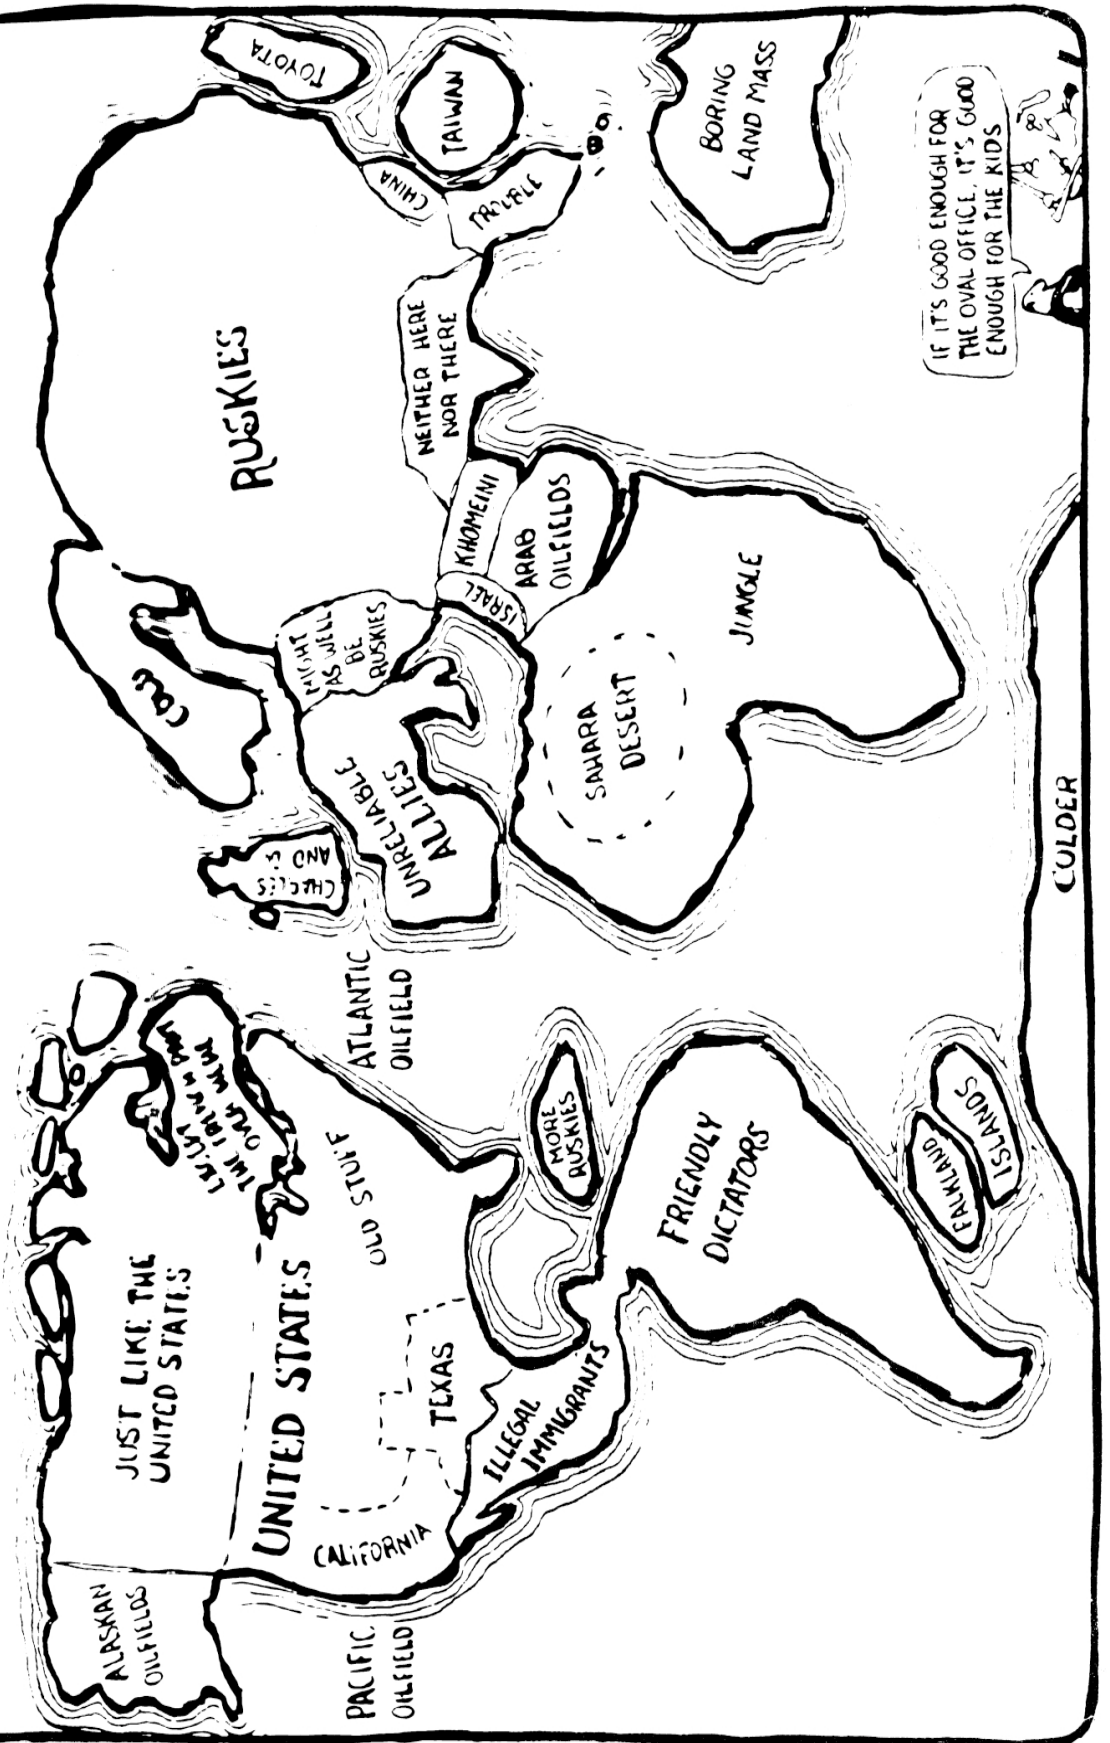 ALASKAN
OILFIELDS
JUST LIKE THE
UNITED STATES
UNITED STATES
CALIFORNIA
TEXAS
OLD STUFF
PACIFIC
OILFIELD
ATLANTIC
OILFIELD
ILLEGAL
IMMIGRANTS
MORE
RUSKIES
FRIENDLY
DICTATORS
FALKLAND
ISLANDS
COLD
CHARLES
AND
UNRELIABLE
ALLIES
MIGHT
AS WELL
BE
RUSKIES
RUSKIES
ISRAEL
KHOMEINI
ARAB
OILFIELDS
SAHARA
DESERT
JUNGLE
NEITHER HERE
NOR THERE
CHINA
TROUBLE
TAIWAN
TOYOTA
BORING
LAND MASS
COLDER
IF IT'S GOOD ENOUGH FOR
THE OVAL OFFICE, IT'S GOOD
ENOUGH FOR THE KIDS